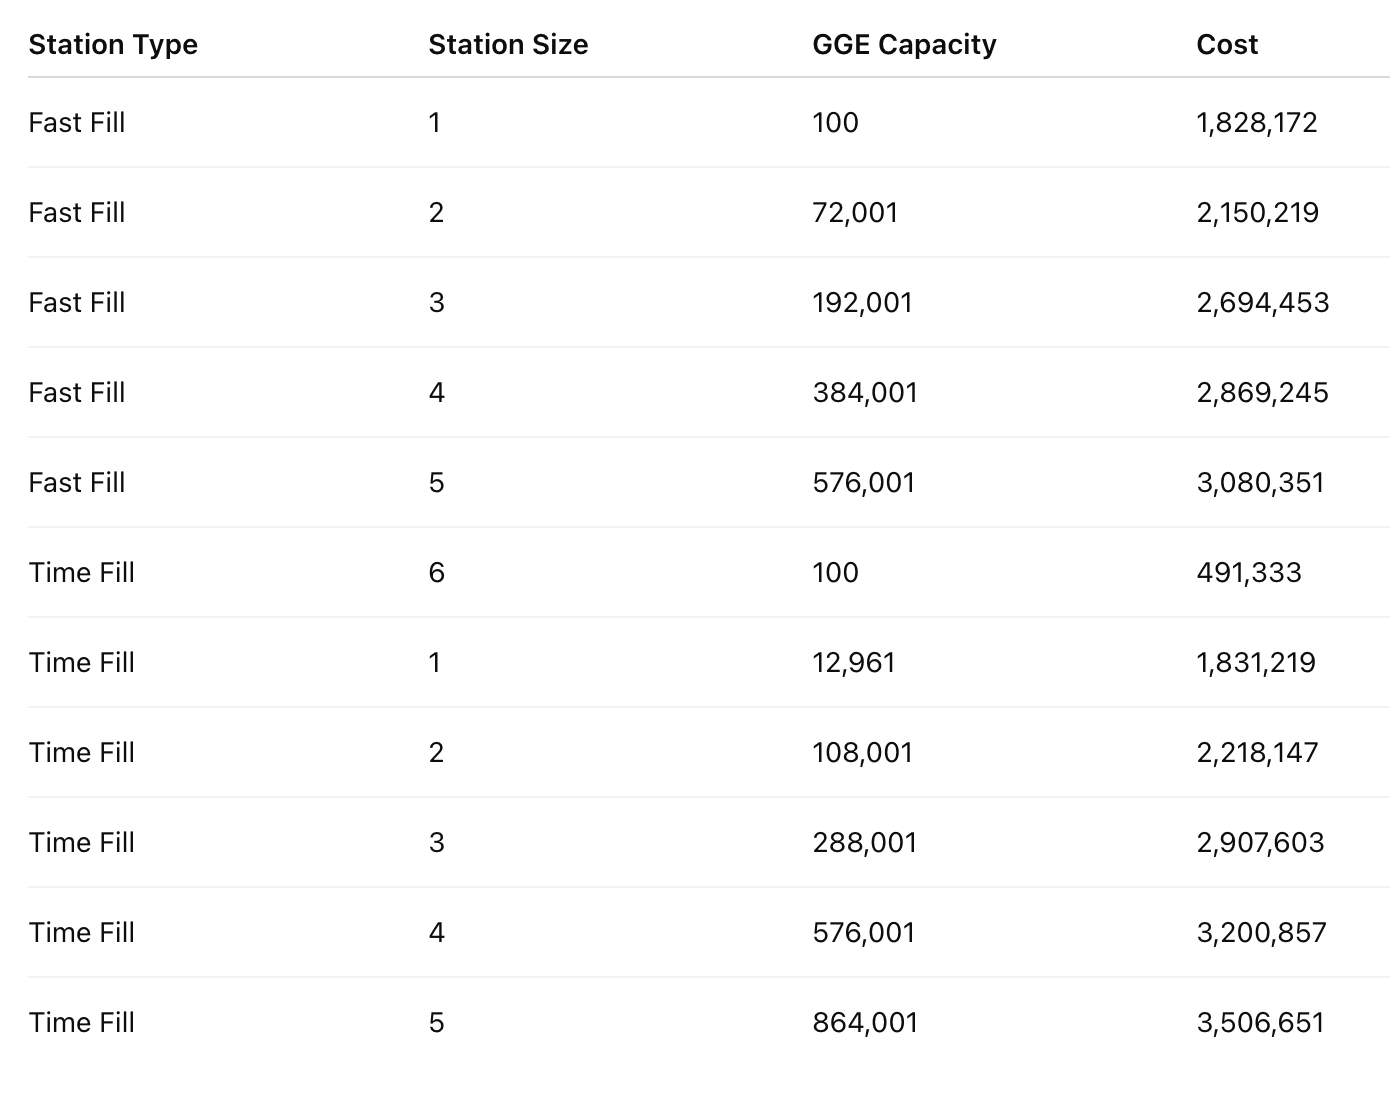 Station Type Station Size GGE Capacity Cost
Fast Fill 1 100 1,828,172
Fast Fill 2 72,001 2,150,219
Fast Fill 3 192,001 2,694,453
Fast Fill 4 384,001 2,869,245
Fast Fill 5 576,001 3,080,351
Time Fill 6 100 491,333
Time Fill 1 12,961 1,831,219
Time Fill 2 108,001 2,218,147
Time Fill 3 288,001 2,907,603
Time Fill 4 576,001 3,200,857
Time Fill 5 864,001 3,506,651